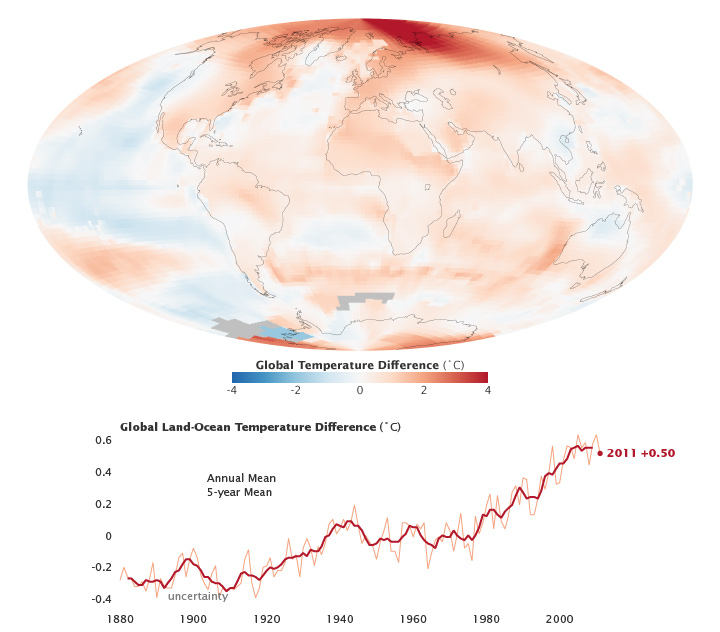 Global Temperature Difference (˚C)
-4 -2 0 2 4
Global Land-Ocean Temperature Difference (˚C)
0.6
2011 +0.50
0.4
Annual Mean
5-year Mean
0.2
0
-0.2
uncertainty
-0.4
1880 1900 1920 1940 1960 1980 2000